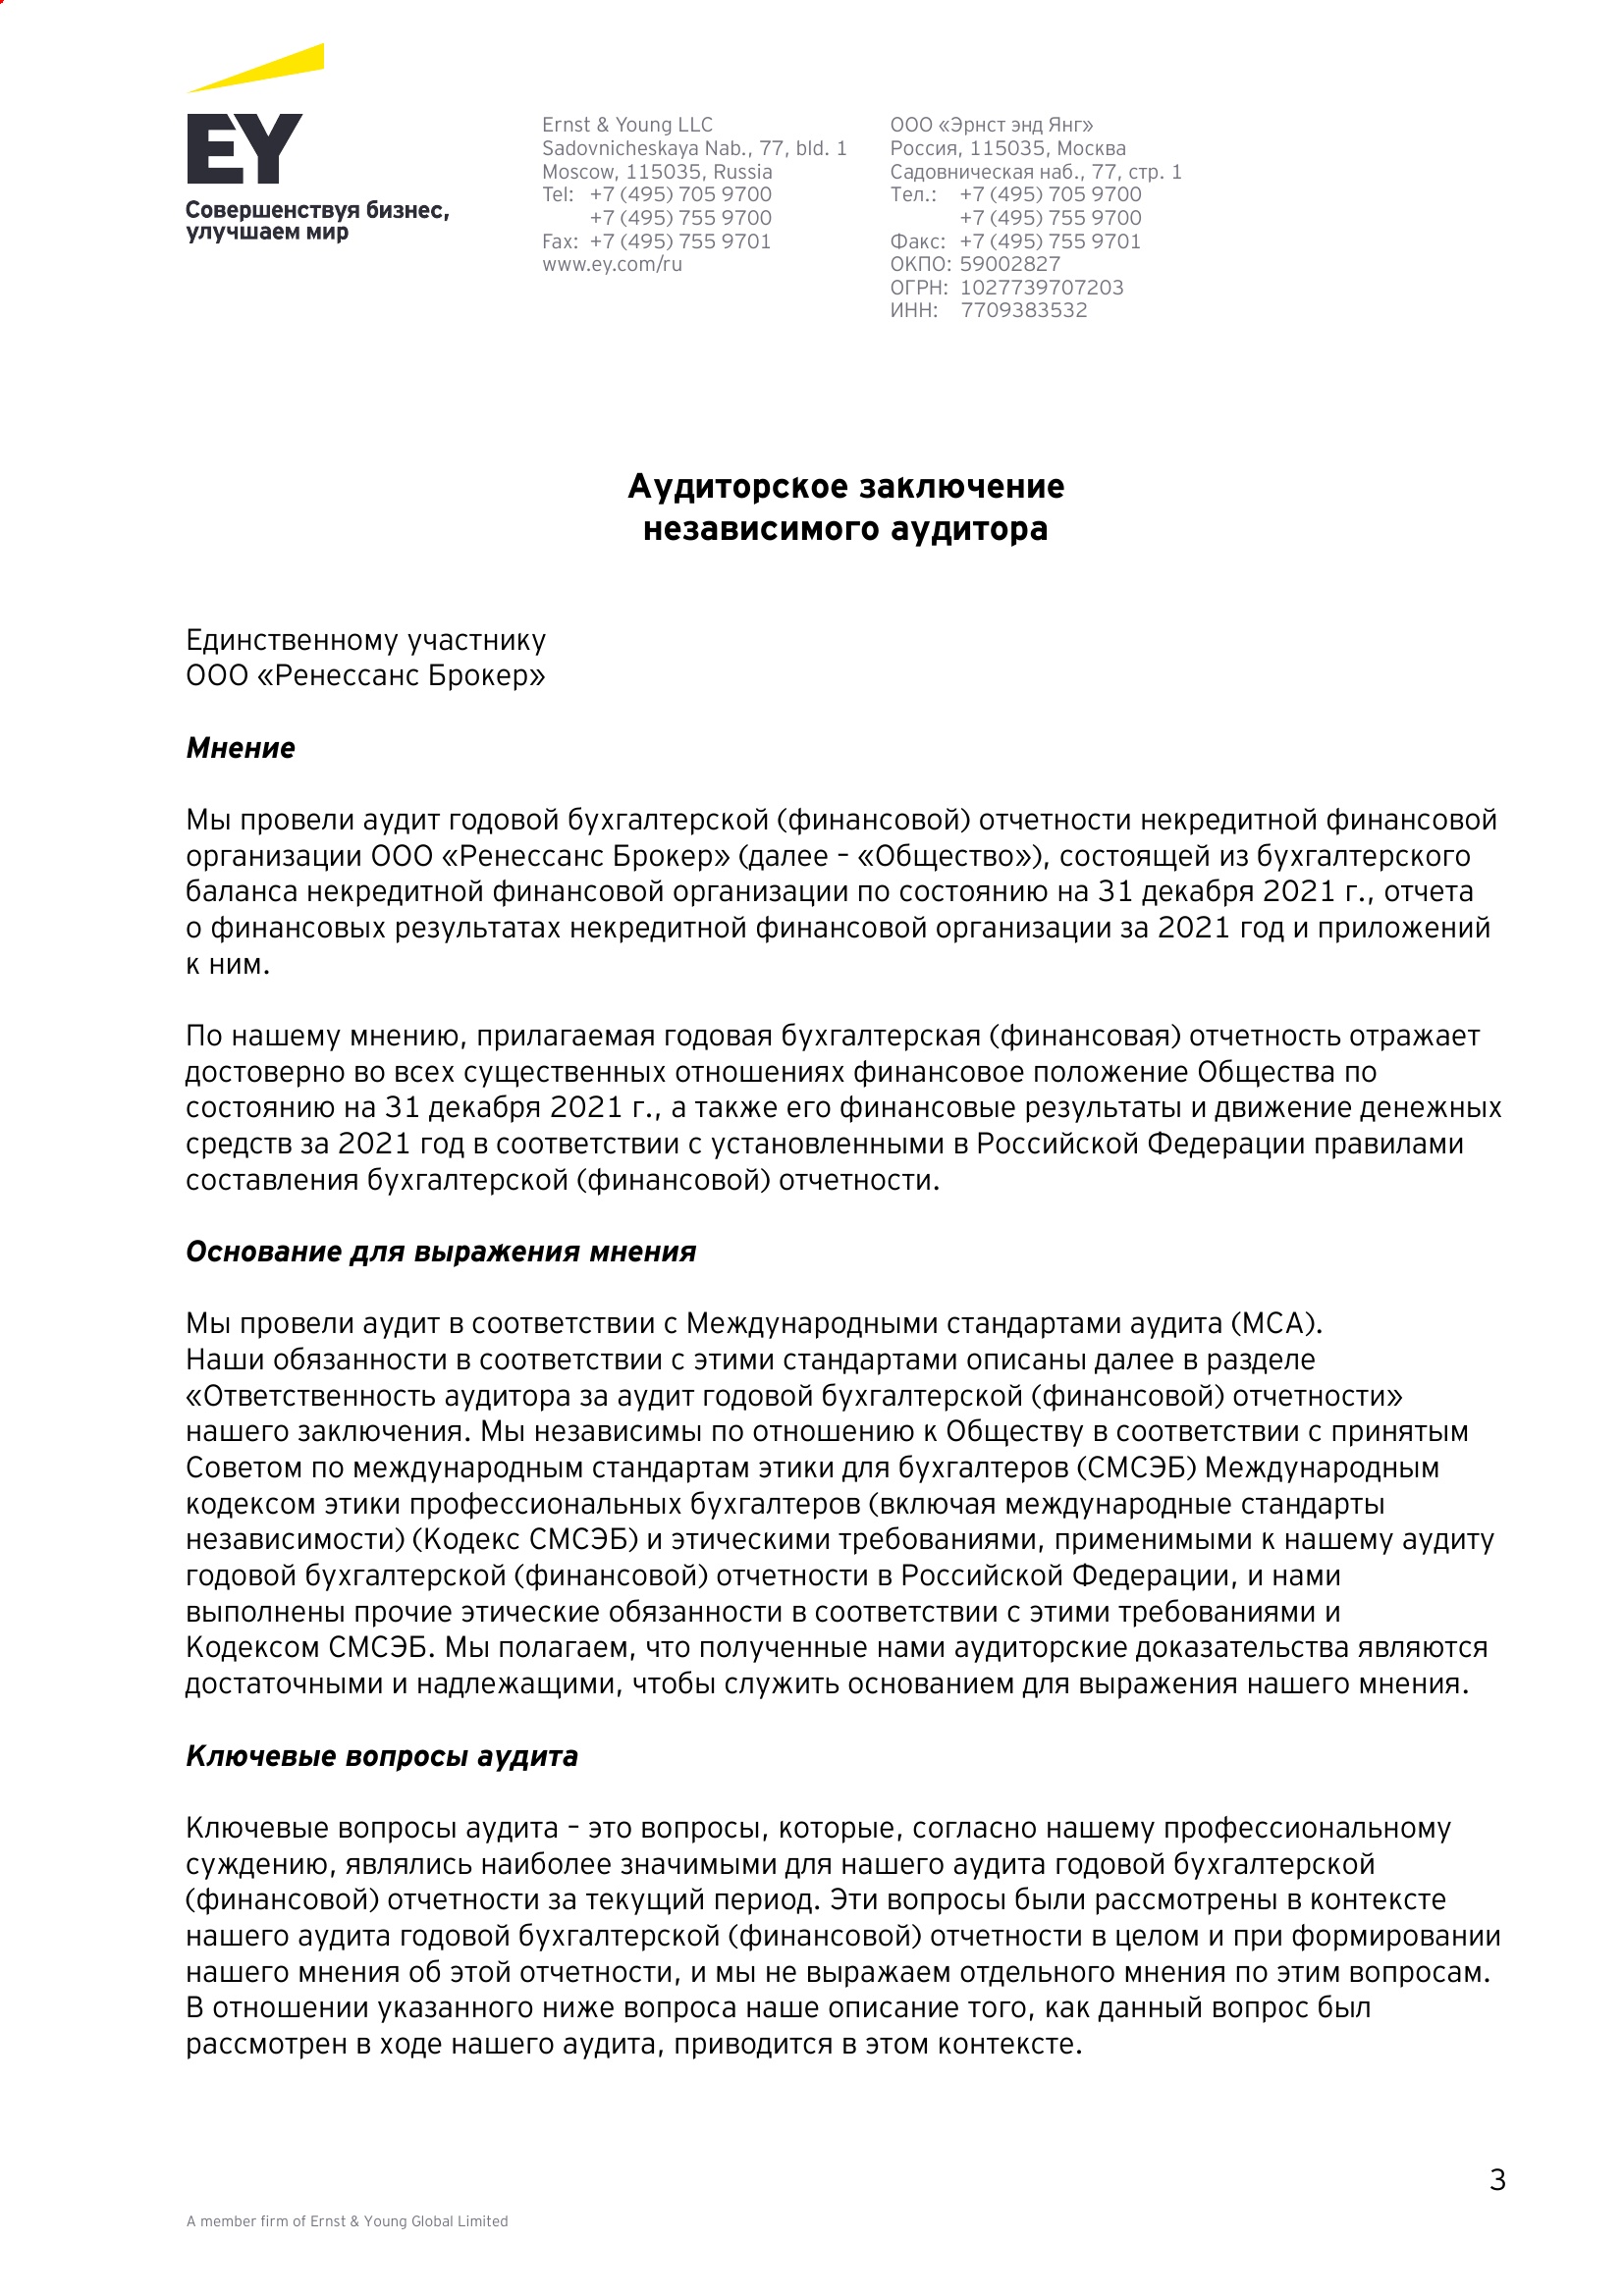 EY
Совершенствуя бизнес,
улучшаем мир
Ernst & Young LLC
Sadovnicheskaya Nab., 77, bld. 1
Moscow, 115035, Russia
Tel: +7 (495) 705 9700
+7 (495) 755 9700
Fax: +7 (495) 755 9701
www.ey.com/ru
ООО «Эрнст энд Янг»
Россия, 115035, Москва
Садовническая наб., 77, стр. 1
Тел.: +7 (495) 705 9700
+7 (495) 755 9700
Факс: +7 (495) 755 9701
ОКПО: 59002827
ОГРН: 1027739707203
ИНН: 7709383532
Аудиторское заключение
независимого аудитора
Единственному участнику
ООО «Ренессанс Брокер»
Мнение
Мы провели аудит годовой бухгалтерской (финансовой) отчетности некредитной финансовой
организации ООО «Ренессанс Брокер» (далее – «Общество»), состоящей из бухгалтерского
баланса некредитной финансовой организации по состоянию на 31 декабря 2021 г., отчета
о финансовых результатах некредитной финансовой организации за 2021 год и приложений
к ним.
По нашему мнению, прилагаемая годовая бухгалтерская (финансовая) отчетность отражает
достоверно во всех существенных отношениях финансовое положение Общества по
состоянию на 31 декабря 2021 г., а также его финансовые результаты и движение денежных
средств за 2021 год в соответствии с установленными в Российской Федерации правилами
составления бухгалтерской (финансовой) отчетности.
Основание для выражения мнения
Мы провели аудит в соответствии с Международными стандартами аудита (МСА).
Наши обязанности в соответствии с этими стандартами описаны далее в разделе
«Ответственность аудитора за аудит годовой бухгалтерской (финансовой) отчетности»
нашего заключения. Мы независимы по отношению к Обществу в соответствии с принятым
Советом по международным стандартам этики для бухгалтеров (СМСЭБ) Международным
кодексом этики профессиональных бухгалтеров (включая международные стандарты
независимости) (Кодекс СМСЭБ) и этическими требованиями, применимыми к нашему аудиту
годовой бухгалтерской (финансовой) отчетности в Российской Федерации, и нами
выполнены прочие этические обязанности в соответствии с этими требованиями и
Кодексом СМСЭБ. Мы полагаем, что полученные нами аудиторские доказательства являются
достаточными и надлежащими, чтобы служить основанием для выражения нашего мнения.
Ключевые вопросы аудита
Ключевые вопросы аудита – это вопросы, которые, согласно нашему профессиональному
суждению, являлись наиболее значимыми для нашего аудита годовой бухгалтерской
(финансовой) отчетности за текущий период. Эти вопросы были рассмотрены в контексте
нашего аудита годовой бухгалтерской (финансовой) отчетности в целом и при формировании
нашего мнения об этой отчетности, и мы не выражаем отдельного мнения по этим вопросам.
В отношении указанного ниже вопроса наше описание того, как данный вопрос был
рассмотрен в ходе нашего аудита, приводится в этом контексте.
3
A member firm of Ernst & Young Global Limited